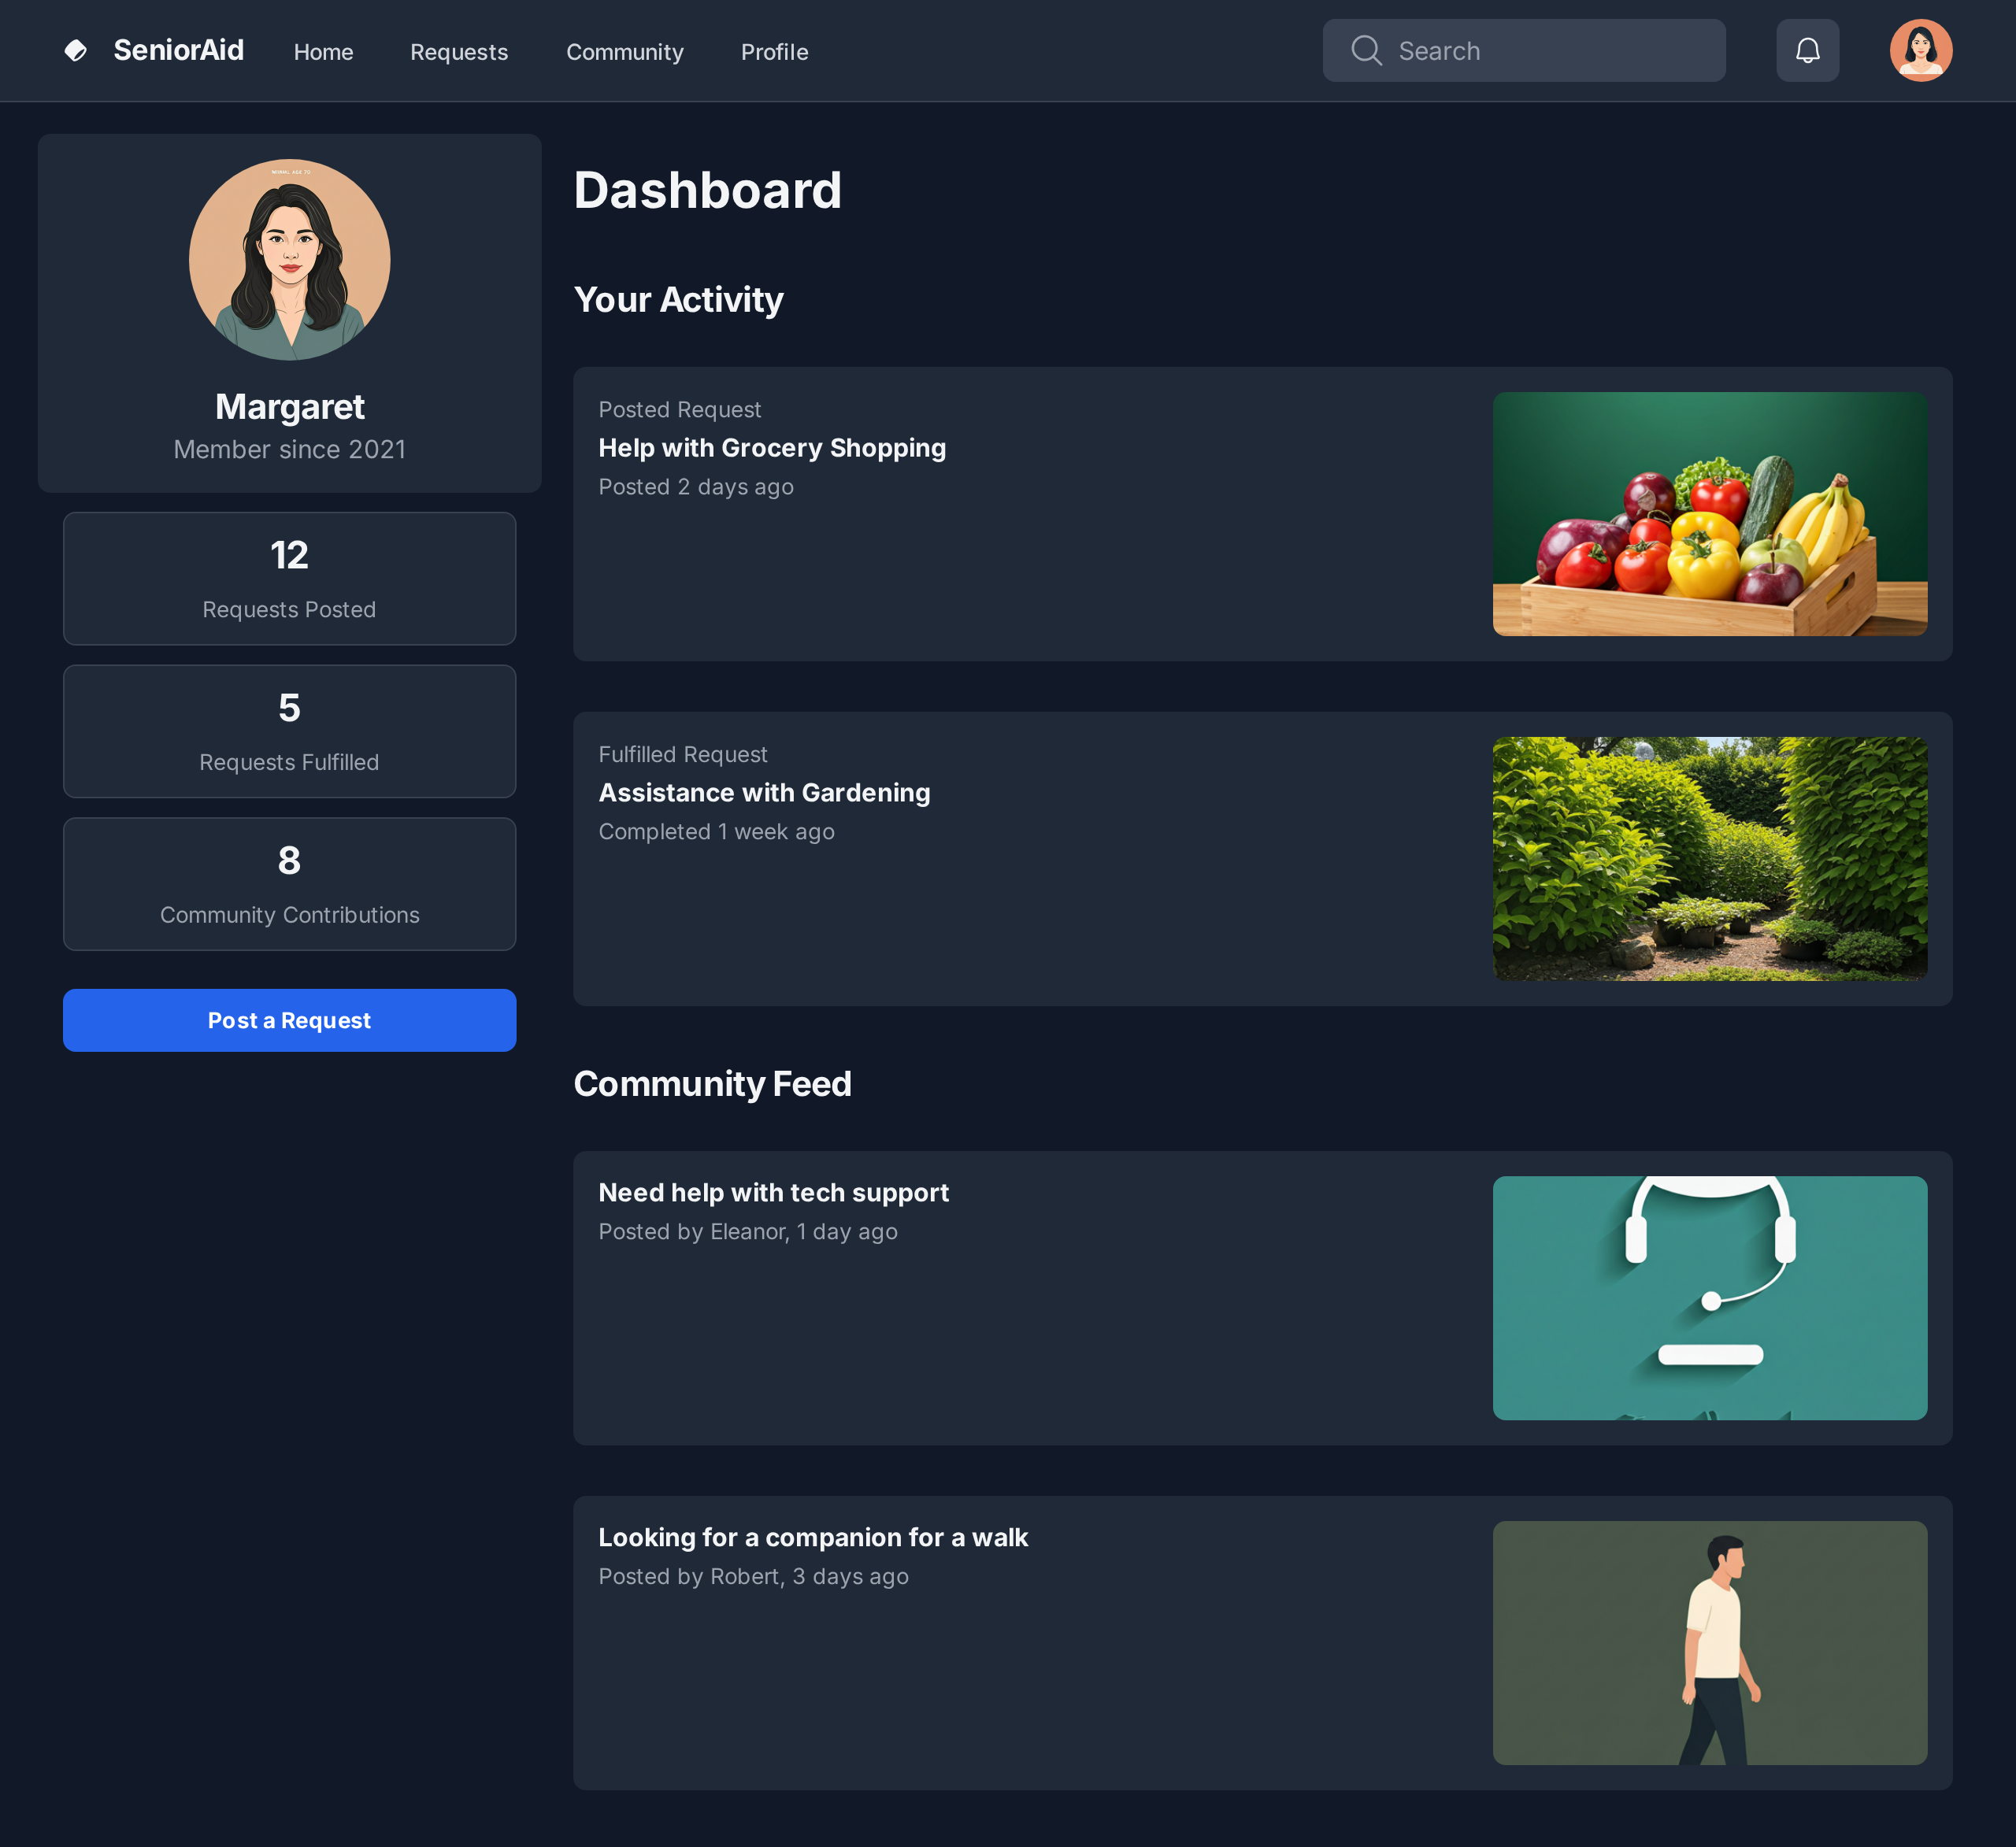 SeniorAid
Home
Requests
Community
Profile
Search
Margaret
Member since 2021
12
Requests Posted
5
Requests Fulfilled
8
Community Contributions
Post a Request
Dashboard
Your Activity
Posted Request
Help with Grocery Shopping
Posted 2 days ago
Fulfilled Request
Assistance with Gardening
Completed 1 week ago
Community Feed
Need help with tech support
Posted by Eleanor, 1 day ago
Looking for a companion for a walk
Posted by Robert, 3 days ago